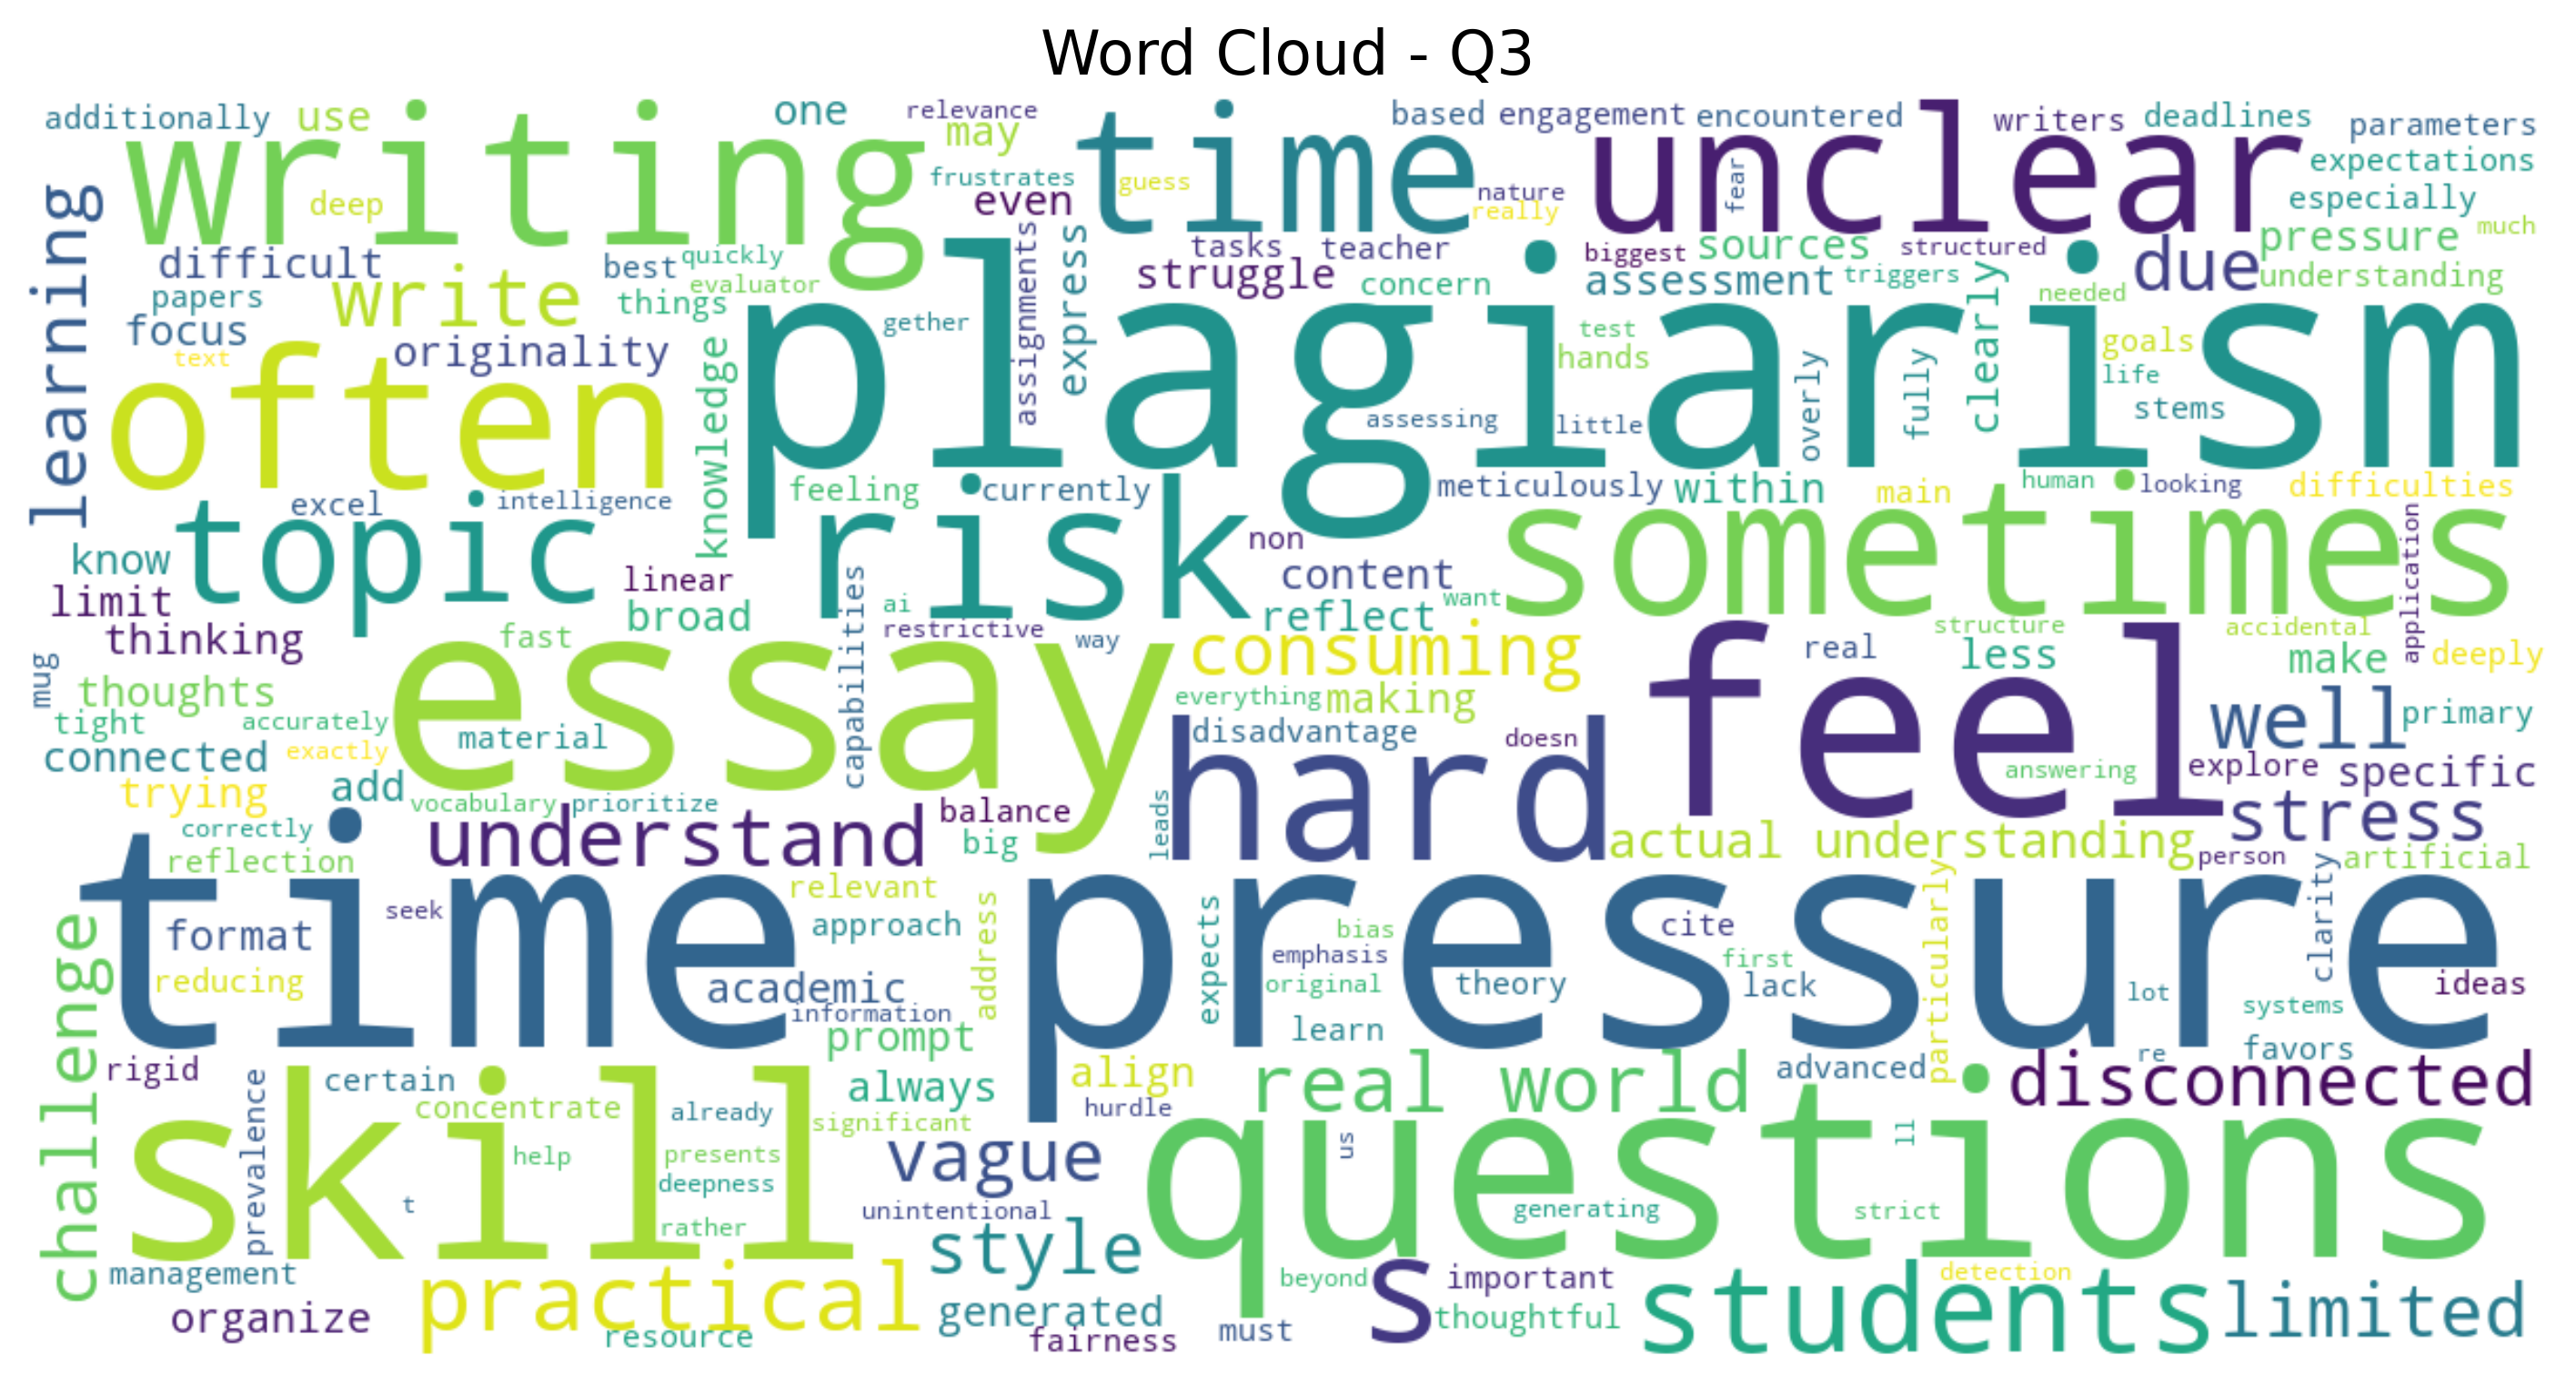 Word Cloud - Q3
additionally use one relevance may based engagement encountered writers deadlines parameters
writing time unclear expectations
learning deep frustrates guess even nature really fear especially
difficult best quickly assignments express tasks teacher biggest sources structured due pressure much
papers write things evaluator struggle concern assessment triggers clearly needed understanding
focus originality gether plagiarism test goals
text often knowledge hands overly fully life
assessing little stems
excel intelligence feeling currently meticulously within main human looking difficulties
know topic linear risk non content sometimes application
limit broad capabilities ai reflect want
thinking fast restrictive way consuming structure accidental
mug thoughts essay everything making feel real less make deeply
tight accurately material disadvantage doesn well primary
connected exactly hard answering explore specific
trying add vocabulary prioritize balance leads stress
correctly understand big actual understanding person artificial
reflection time pressure relevant particularly clarity
challenge format seek approach address expects bias cite
reducing academic emphasis first ideas
information original theory lack lot systems
prompt learn favors
rigid certain always align real world advanced re disconnected
prevalence skill concentrate already significant hurdle
help presents vague questions us ll
t deepness unintentional generating strict
rather style
management practical beyond s important detection
organize resource generated fairness must thoughtful students limited